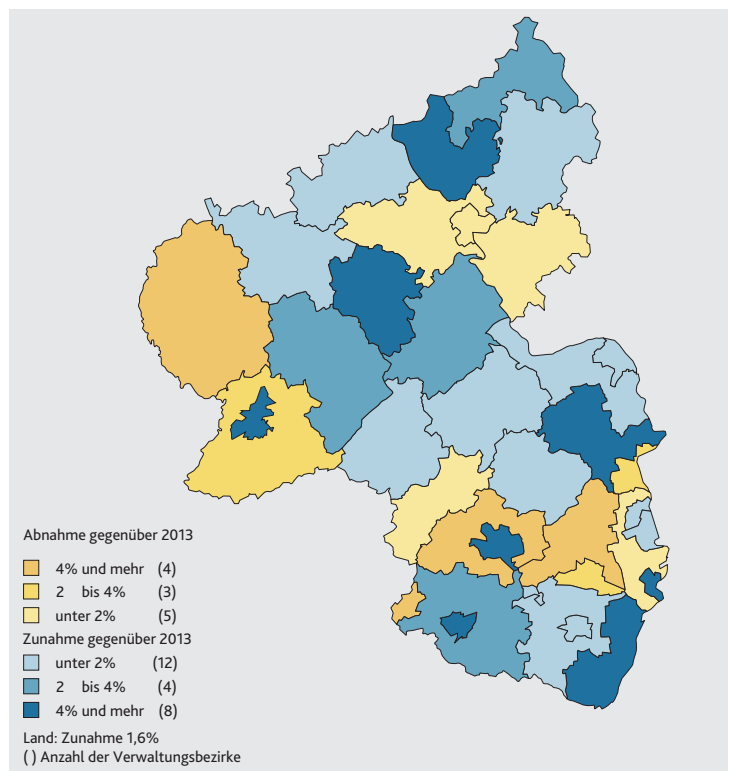 Abnahme gegenüber 2013
4% und mehr (4)
2 bis 4% (3)
unter 2% (5)
Zunahme gegenüber 2013
unter 2% (12)
2 bis 4% (4)
4% und mehr (8)
Land: Zunahme 1,6%
( ) Anzahl der Verwaltungsbezirke